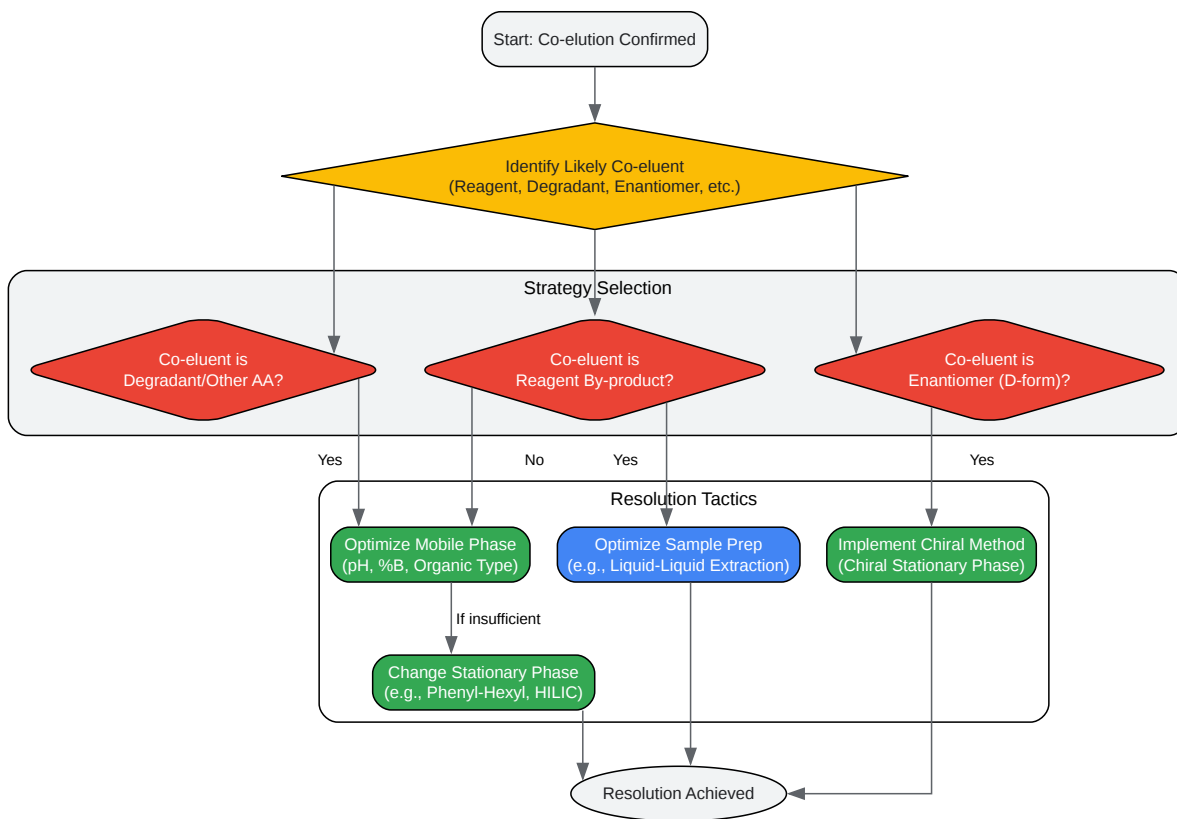 Start: Co-elution Confirmed
Identify Likely Co-eluent
(Reagent, Degradant, Enantiomer, etc.)
Strategy Selection
Co-eluent is
Degradant/Other AA?
Co-eluent is
Reagent By-product?
Co-eluent is
Enantiomer (D-form)?
Yes
No
Yes
Yes
Resolution Tactics
Optimize Mobile Phase
(pH, %B, Organic Type)
Optimize Sample Prep
(e.g., Liquid-Liquid Extraction)
Implement Chiral Method
(Chiral Stationary Phase)
If insufficient
Change Stationary Phase
(e.g., Phenyl-Hexyl, HILIC)
Resolution Achieved